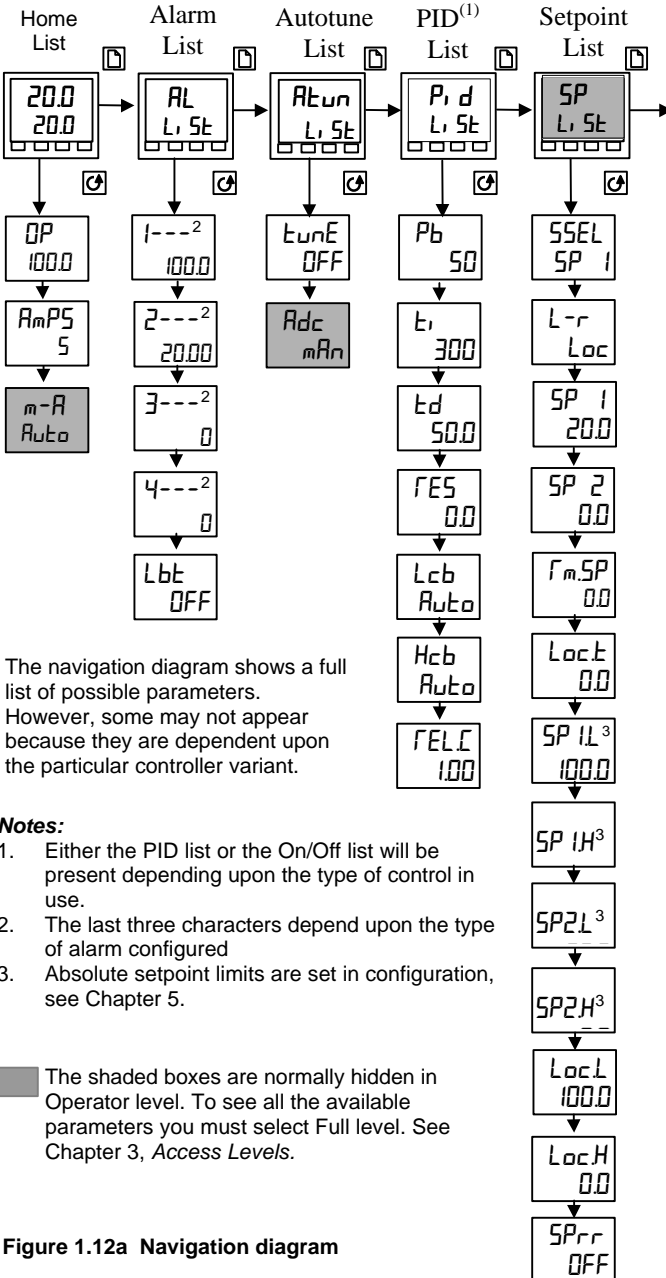 Home
List
20.0
20.0
OP
100.0
AmPS
5
m-A
Auto
Alarm
List
AL
LiSt
1---2
100.0
2---2
20.00
3---2
0
4---2
0
Lbt
OFF
Autotune
List
Atun
LiSt
tunE
OFF
Adc
mAn
PID(1)
List
Pid
LiSt
Pb
50
ti
300
td
50.0
rES
0.0
Lcb
Auto
Hcb
Auto
rEL.C
1.00
Setpoint
List
SP
LiSt
SSEL
SP 1
L-r
Loc
SP 1
20.0
SP 2
0.0
rm.SP
0.0
Loc.t
0.0
SP 1.L3
100.0
SP 1.H3
SP2.L3
SP2.H3
Loc.L
100.0
Loc.H
0.0
SPrr
OFF
The navigation diagram shows a full
list of possible parameters.
However, some may not appear
because they are dependent upon
the particular controller variant.
Notes:
1. Either the PID list or the On/Off list will be
present depending upon the type of control in
use.
2. The last three characters depend upon the type
of alarm configured
3. Absolute setpoint limits are set in configuration,
see Chapter 5.
The shaded boxes are normally hidden in
Operator level. To see all the available
parameters you must select Full level. See
Chapter 3, Access Levels.
Figure 1.12a Navigation diagram